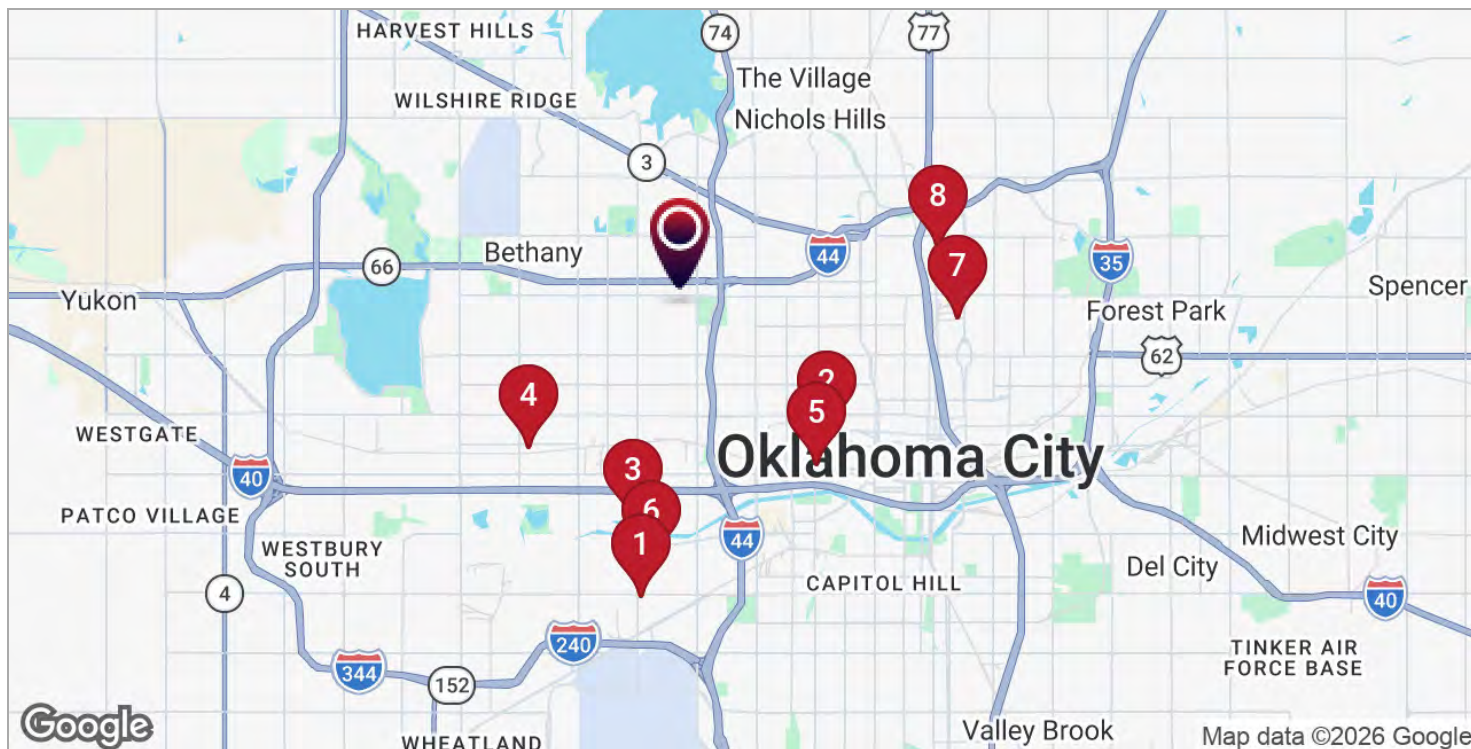 HARVEST HILLS
74
77
The Village
WILSHIRE RIDGE
Nichols Hills
3
8
Bethany
44
66
7
35
Yukon
Spencer
Forest Park
62
2
4
5
WESTGATE
Oklahoma City
3
40
6
PATCO VILLAGE
1
44
Midwest City
WESTBURY
SOUTH
Del City
CAPITOL HILL
4
40
240
TINKER AIR
FORCE BASE
344
152
Google
Valley Brook
WHEATLAND
Map data ©2026 Google